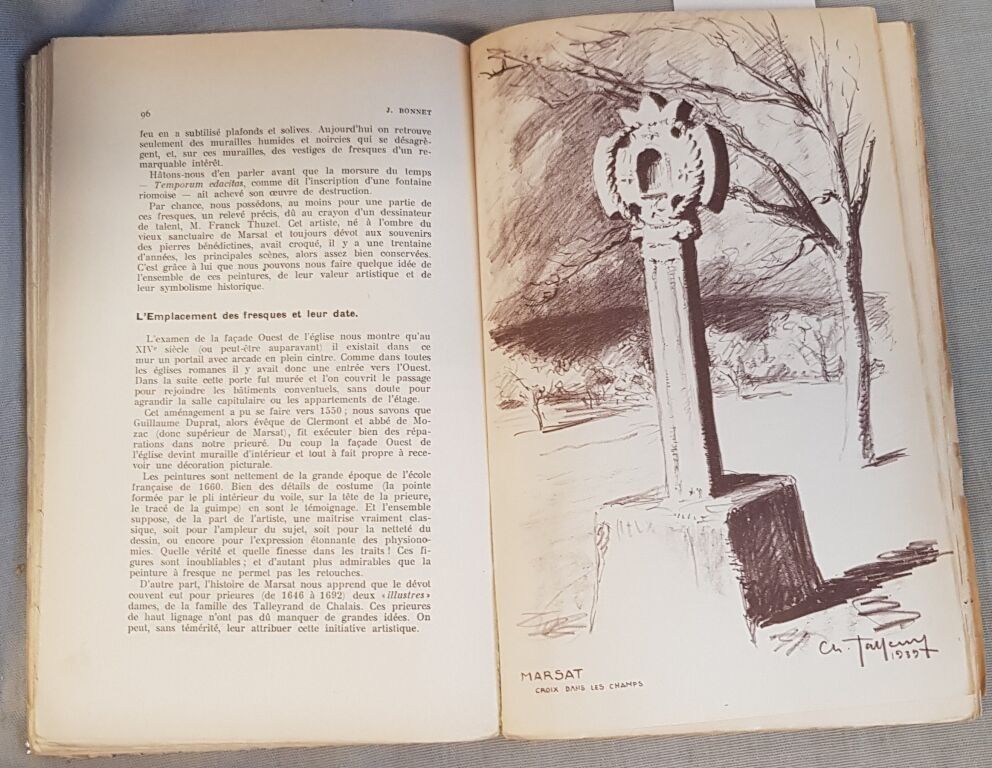 96
J. BONNET
feu en a subtilisé plafonds et solives. Aujourd'hui on retrouve
seulement des murailles humides et noircies qui se désagrè-
gent, et, sur ces murailles, des vestiges de fresques d'un re-
marquable intérêt.
Hâtons-nous d'en parler avant que la morsure du temps
— Temporum edacitas, comme dit l'inscription d'une fontaine
riomoise — ait achevé son œuvre de destruction.
Par chance, nous possédons, au moins pour une partie de
ces fresques, un relevé précis, dû au crayon d'un dessinateur
de talent, M. Franck Thuzet. Cet artiste, né à l'ombre du
vieux sanctuaire de Marsat et toujours dévot aux souvenirs
des pierres bénédictines, avait croqué, il y a une trentaine
d'années, les principales scènes, alors assez bien conservées.
C'est grâce à lui que nous pouvons nous faire quelque idée de
l'ensemble de ces peintures, de leur valeur artistique et de
leur symbolisme historique.
L'Emplacement des fresques et leur date.
L'examen de la façade Ouest de l'église nous montre qu'au
XIVe siècle (ou peut-être auparavant) il existait dans ce
mur un portail avec arcade en plein cintre. Comme dans toutes
les églises romanes il y avait donc une entrée vers l'Ouest.
Dans la suite cette porte fut murée et l'on couvrit le passage
pour rejoindre les bâtiments conventuels, sans doute pour
agrandir la salle capitulaire ou les appartements de l'étage.
Cet aménagement a pu se faire vers 1550 ; nous savons que
Guillaume Duprat, alors évêque de Clermont et abbé de Mo-
zac (donc supérieur de Marsat), fit exécuter bien des répa-
rations dans notre prieuré. Du coup la façade Ouest de
l'église devint muraille d'intérieur et tout à fait propre à rece-
voir une décoration picturale.
Les peintures sont nettement de la grande époque de l'école
française de 1660. Bien des détails de costume (la pointe
formée par le pli intérieur du voile, sur la tête de la prieure,
le tracé de la guimpe) en sont le témoignage. Et l'ensemble
suppose, de la part de l'artiste, une maitrise vraiment clas-
sique, soit pour l'ampleur du sujet, soit pour la netteté du
dessin, ou encore pour l'expression étonnante des physiono-
mies. Quelle vérité et quelle finesse dans les traits ! Ces fi-
gures sont inoubliables ; et d'autant plus admirables que la
peinture à fresque ne permet pas les retouches.
D'autre part, l'histoire de Marsat nous apprend que le dévot
couvent eut pour prieures (de 1646 à 1692) deux «illustres»
dames, de la famille des Talleyrand de Chalais. Ces prieures
de haut lignage n'ont pas dû manquer de grandes idées. On
peut, sans témérité, leur attribuer cette initiative artistique.
Ch.
1939
MARSAT
CROIX DANS LES CHAMPS